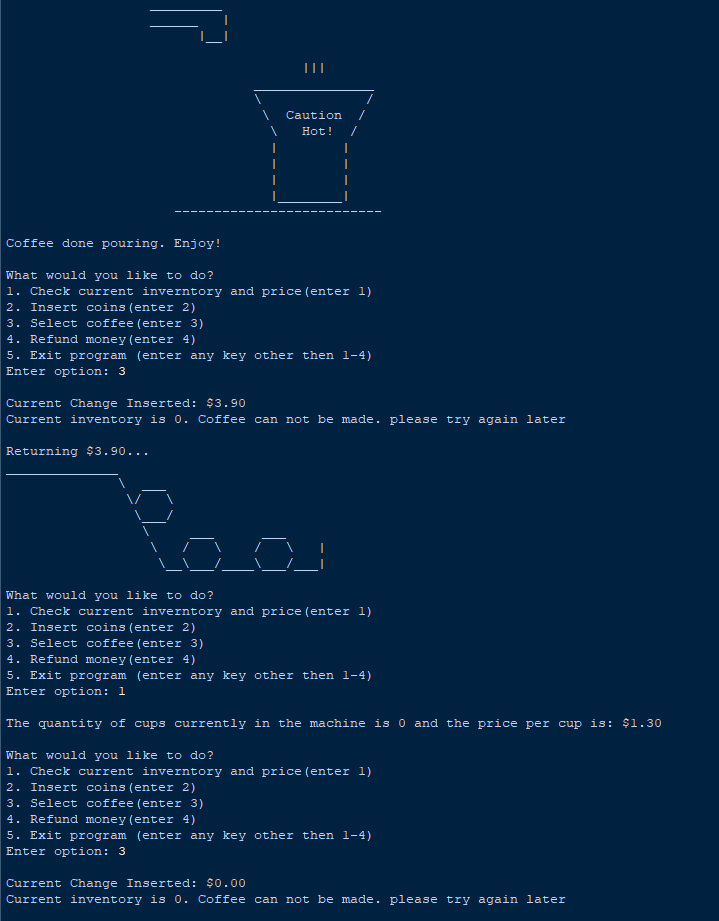 Caution
Hot!
Coffee done pouring. Enjoy!
What would you like to do?
1. Check current inverntory and price(enter 1)
2. Insert coins(enter 2)
3. Select coffee(enter 3)
4. Refund money(enter 4)
5. Exit program (enter any key other then 1-4)
Enter option: 3
Current Change Inserted: $3.90
Current inventory is 0. Coffee can not be made. please try again later
Returning $3.90...
What would you like to do?
1. Check current inverntory and price(enter 1)
2. Insert coins(enter 2)
3. Select coffee(enter 3)
4. Refund money(enter 4)
5. Exit program (enter any key other then 1-4)
Enter option: 1
The quantity of cups currently in the machine is 0 and the price per cup is: $1.30
What would you like to do?
1. Check current inverntory and price(enter 1)
2. Insert coins(enter 2)
3. Select coffee(enter 3)
4. Refund money(enter 4)
5. Exit program (enter any key other then 1-4)
Enter option: 3
Current Change Inserted: $0.00
Current inventory is 0. Coffee can not be made. please try again later